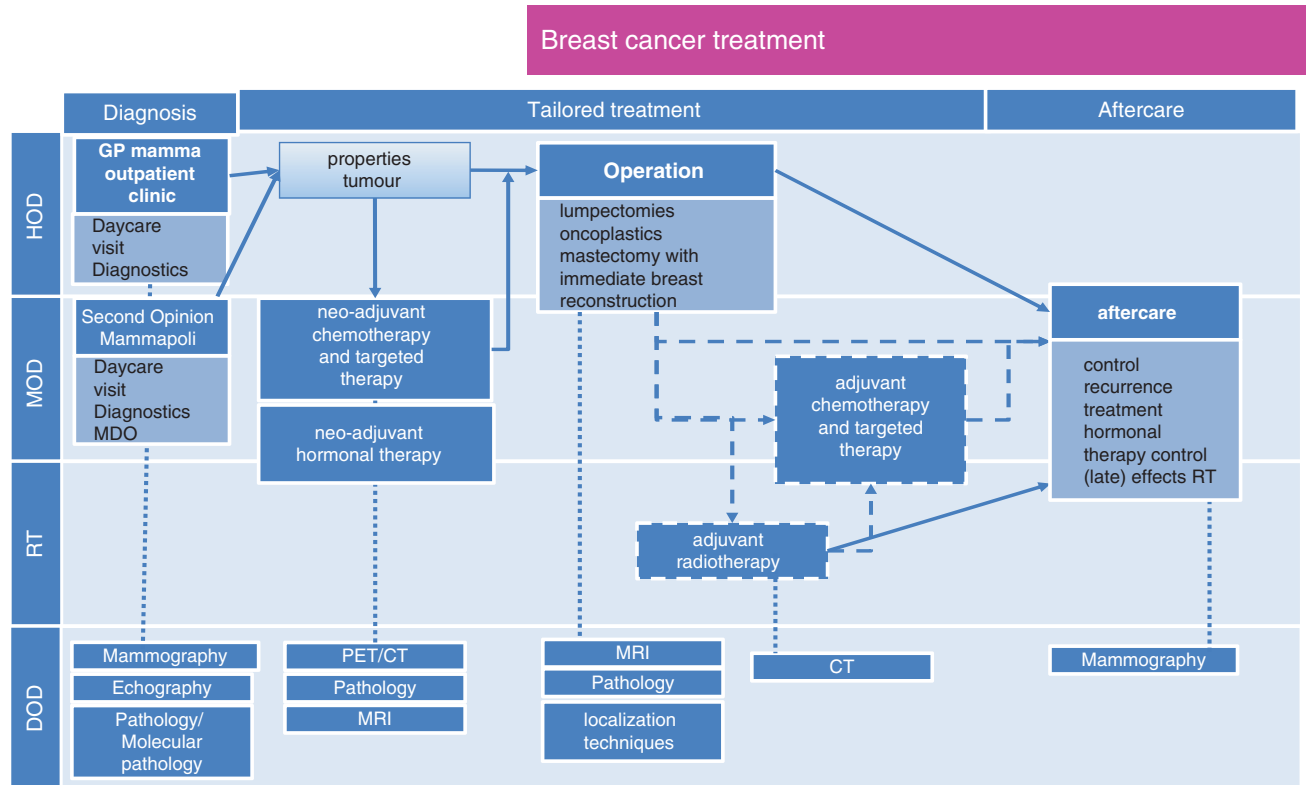 Breast cancer treatment
Diagnosis
Tailored treatment
Aftercare
HOD
GP mamma
outpatient
clinic
Daycare
visit
Diagnostics
properties
tumour
Operation
lumpectomies
oncoplastics
mastectomy with
immediate breast
reconstruction
MOD
Second Opinion
Mammapoli
Daycare
visit
Diagnostics
MDO
neo-adjuvant
chemotherapy
and targeted
therapy
neo-adjuvant
hormonal therapy
adjuvant
chemotherapy
and targeted
therapy
aftercare
control
recurrence
treatment
hormonal
therapy control
(late) effects RT
RT
adjuvant
radiotherapy
DOD
Mammography
Echography
Pathology/
Molecular
pathology
PET/CT
Pathology
MRI
MRI
Pathology
localization
techniques
CT
Mammography